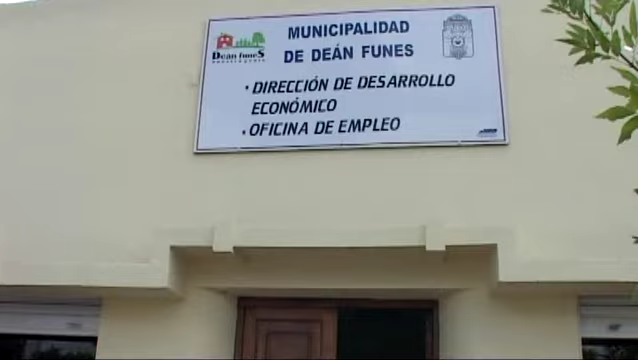 MUNICIPALIDAD
DE DEÁN FUNES
Deán funeS
• DIRECCIÓN DE DESARROLLO
ECONÓMICO
• OFICINA DE EMPLEO